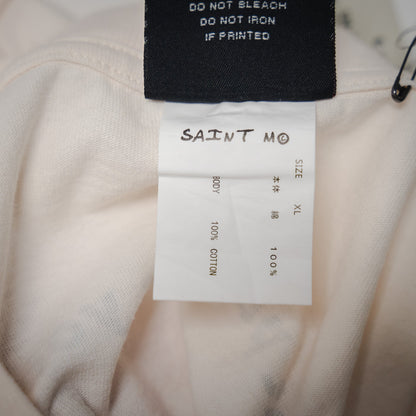 DO NOT BLEACH
DO NOT IRON
IF PRINTED
SAINT M©
SIZE XL
本体 綿 100%
BODY 100% COTTON